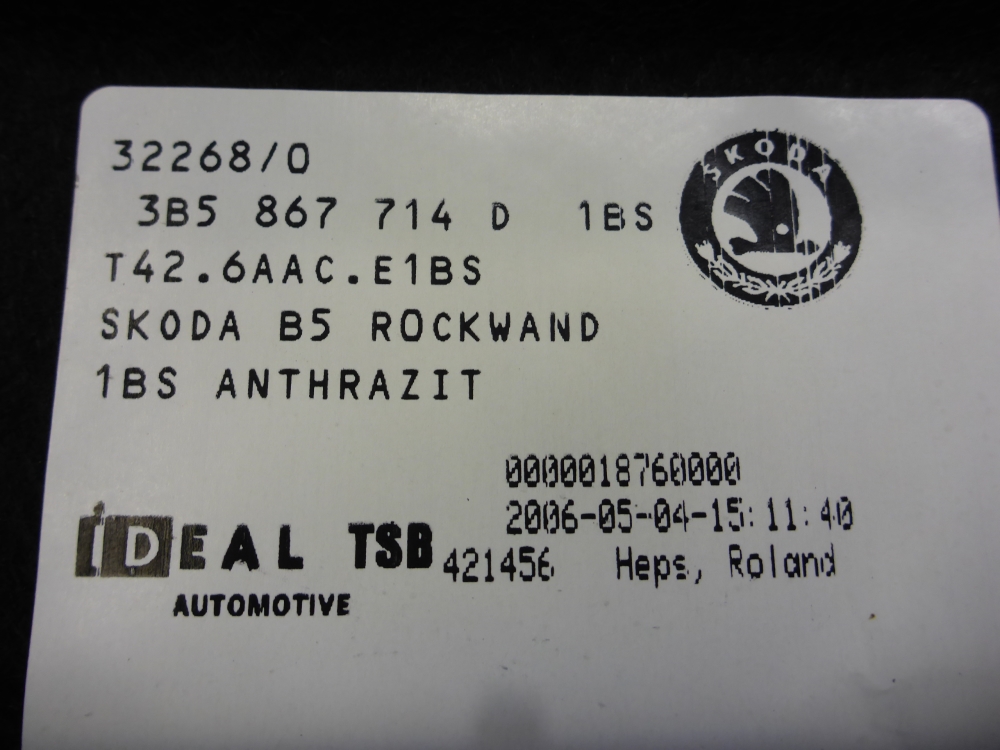 32268/0
3B5 867 714 D 1BS
SKODA
T42.6AAC.E1BS
SKODA B5 ROCKWAND
1BS ANTHRAZIT
0000018760000
2006-05-04-15:11:40
IDEAL TSB 421456 Heps, Roland
AUTOMOTIVE